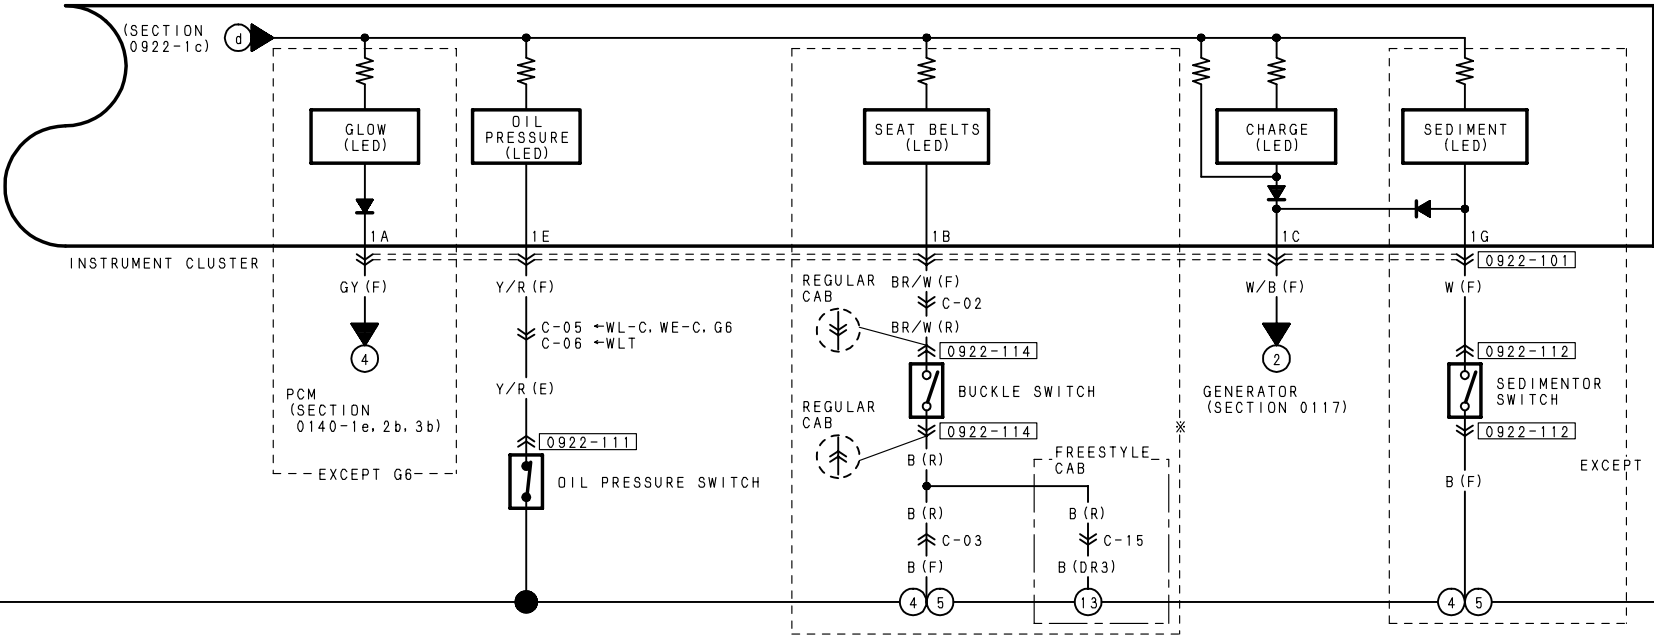 (SECTION
0922-1c)
d
GLOW
(LED)
OIL
PRESSURE
(LED)
SEAT BELTS
(LED)
CHARGE
(LED)
SEDIMENT
(LED)
1A
1E
1B
1C
1G
INSTRUMENT CLUSTER
0922-101
GY (F)
Y/R (F)
REGULAR
CAB
BR/W (F)
W/B (F)
W (F)
C-02
C-05 ←WL-C, WE-C, G6
C-06 ←WLT
BR/W (R)
4
0922-114
2
0922-112
PCM
(SECTION
0140-1e, 2b, 3b)
Y/R (E)
BUCKLE SWITCH
GENERATOR
(SECTION 0117)
SEDIMENTOR
SWITCH
REGULAR
CAB
0922-111
0922-114
※
0922-112
EXCEPT G6
OIL PRESSURE SWITCH
B (R)
FREESTYLE
CAB
EXCEPT
B (F)
B (R)
B (R)
C-03
C-15
B (F)
B (DR3)
4 5
13
4 5